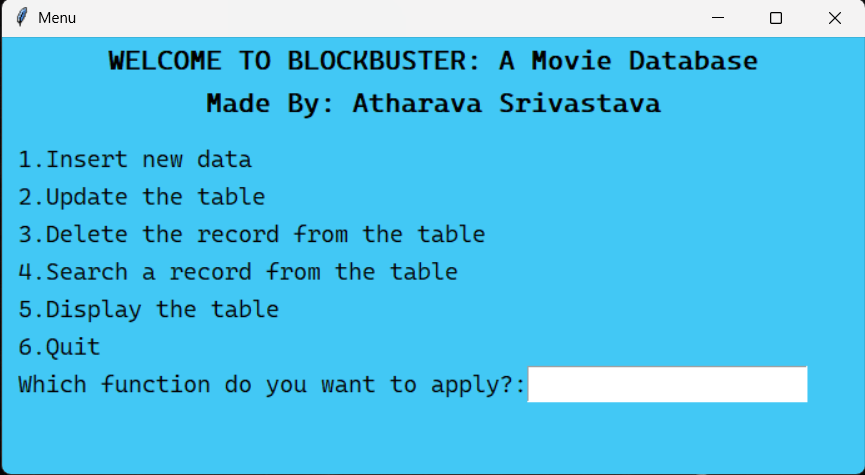 Menu
WELCOME TO BLOCKBUSTER: A Movie Database
Made By: Atharava Srivastava
1.Insert new data
2.Update the table
3.Delete the record from the table
4.Search a record from the table
5.Display the table
6.Quit
Which function do you want to apply?: